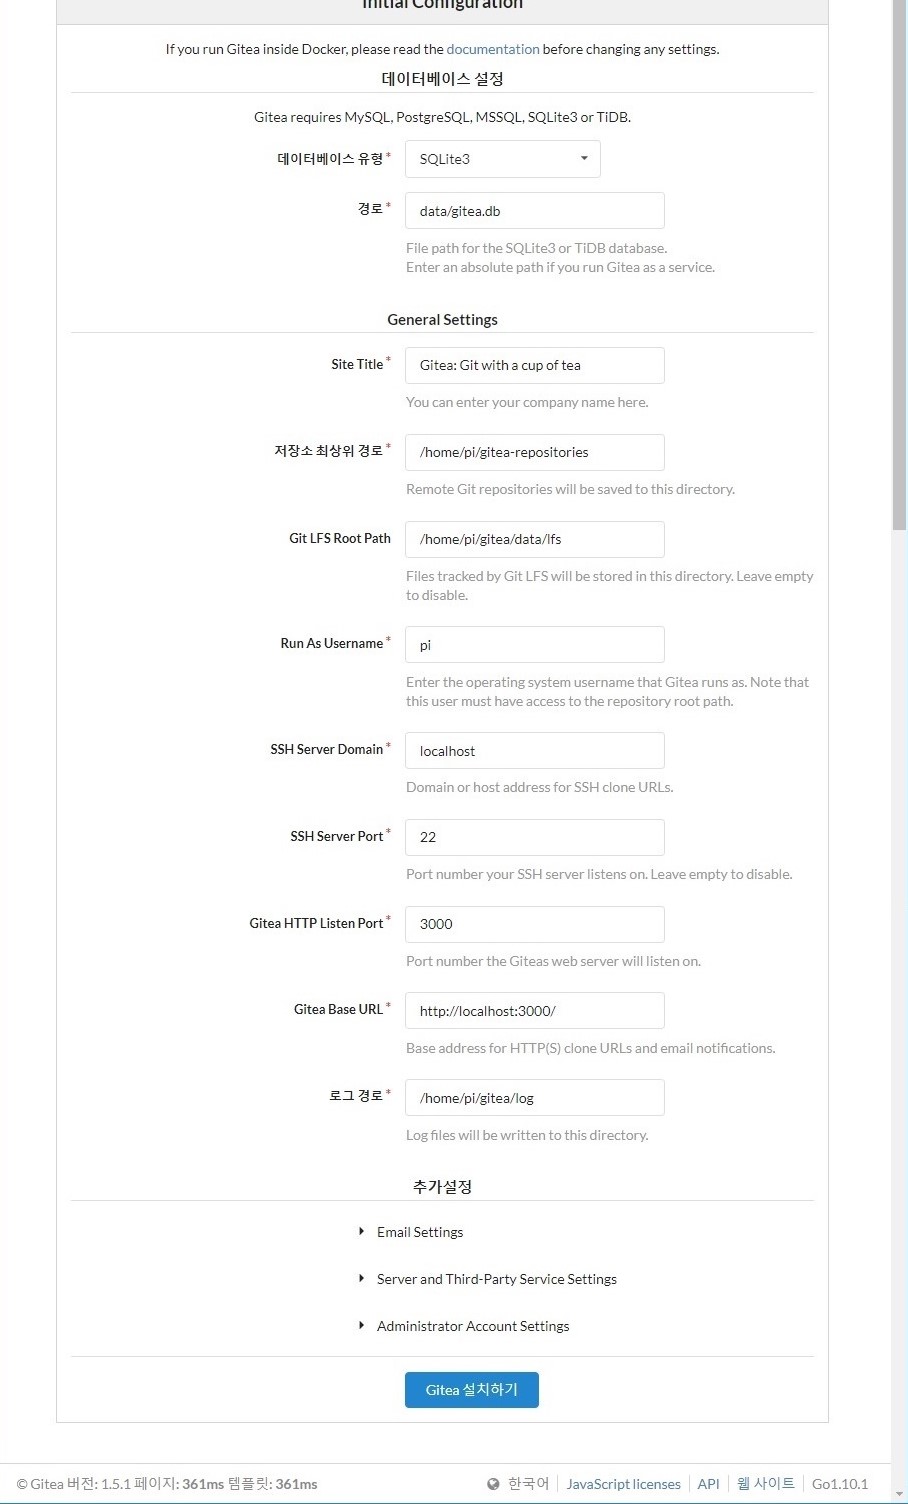 Initial Configuration
If you run Gitea inside Docker, please read the documentation before changing any settings.
데이터베이스 설정
Gitea requires MySQL, PostgreSQL, MSSQL, SQLite3 or TiDB.
데이터베이스 유형* SQLite3
경로* data/gitea.db
File path for the SQLite3 or TiDB database.
Enter an absolute path if you run Gitea as a service.
General Settings
Site Title* Gitea: Git with a cup of tea
You can enter your company name here.
저장소 최상위 경로* /home/pi/gitea-repositories
Remote Git repositories will be saved to this directory.
Git LFS Root Path /home/pi/gitea/data/lfs
Files tracked by Git LFS will be stored in this directory. Leave empty
to disable.
Run As Username* pi
Enter the operating system username that Gitea runs as. Note that
this user must have access to the repository root path.
SSH Server Domain* localhost
Domain or host address for SSH clone URLs.
SSH Server Port* 22
Port number your SSH server listens on. Leave empty to disable.
Gitea HTTP Listen Port* 3000
Port number the Giteas web server will listen on.
Gitea Base URL* http://localhost:3000/
Base address for HTTP(S) clone URLs and email notifications.
로그 경로* /home/pi/gitea/log
Log files will be written to this directory.
추가설정
Email Settings
Server and Third-Party Service Settings
Administrator Account Settings
Gitea 설치하기
© Gitea 버전: 1.5.1 페이지: 361ms 템플릿: 361ms 한국어 JavaScript licenses API 웹 사이트 Go1.10.1